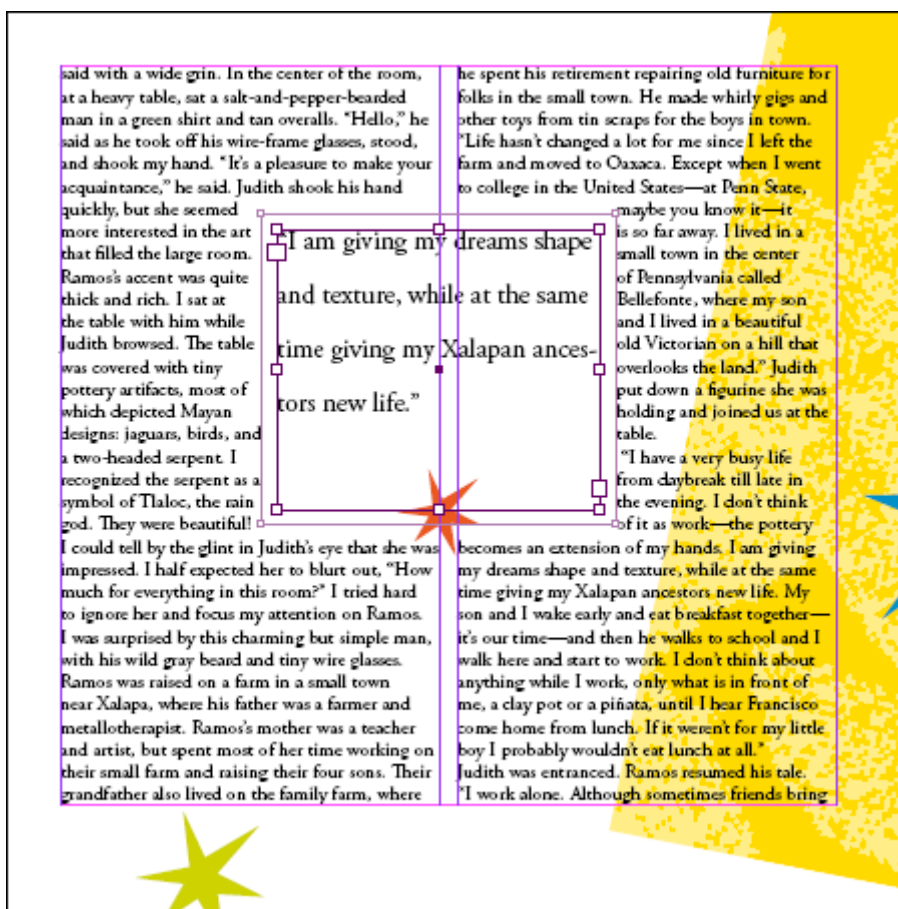 said with a wide grin. In the center of the room,
at a heavy table, sat a salt-and-pepper-bearded
man in a green shirt and tan overalls. “Hello,” he
said as he took off his wire-frame glasses, stood,
and shook my hand. “It’s a pleasure to make your
acquaintance,” he said. Judith shook his hand
quickly, but she seemed
more interested in the art
that filled the large room.
Ramos’s accent was quite
thick and rich. I sat at
the table with him while
Judith browsed. The table
was covered with tiny
pottery artifacts, most of
which depicted Mayan
designs: jaguars, birds, and
a two-headed serpent. I
recognized the serpent as a
symbol of Tlaloc, the rain
god. They were beautiful!
I could tell by the glint in Judith’s eye that she was
impressed. I half expected her to blurt out, “How
much for everything in this room?” I tried hard
to ignore her and focus my attention on Ramos.
I was surprised by this charming but simple man,
with his wild gray beard and tiny wire glasses.
Ramos was raised on a farm in a small town
near Xalapa, where his father was a farmer and
metallotherapist. Ramos’s mother was a teacher
and artist, but spent most of her time working on
their small farm and raising their four sons. Their
grandfather also lived on the family farm, where
“I am giving my dreams shape
and texture, while at the same
time giving my Xalapan ances-
tors new life.”
he spent his retirement repairing old furniture for
folks in the small town. He made whirly gigs and
other toys from tin scraps for the boys in town.
“Life hasn’t changed a lot for me since I left the
farm and moved to Oaxaca. Except when I went
to college in the United States—at Penn State,
maybe you know it—it
is so far away. I lived in a
small town in the center
of Pennsylvania called
Bellefonte, where my son
and I lived in a beautiful
old Victorian on a hill that
overlooks the land.” Judith
put down a figurine she was
holding and joined us at the
table.
“I have a very busy life
from daybreak till late in
the evening. I don’t think
of it as work—the pottery
becomes an extension of my hands. I am giving
my dreams shape and texture, while at the same
time giving my Xalapan ancestors new life. My
son and I wake early and eat breakfast together—
it’s our time—and then he walks to school and I
walk here and start to work. I don’t think about
anything while I work, only what is in front of
me, a clay pot or a piñata, until I hear Francisco
come home from lunch. If it weren’t for my little
boy I probably wouldn’t eat lunch at all.”
Judith was entranced. Ramos resumed his tale.
“I work alone. Although sometimes friends bring